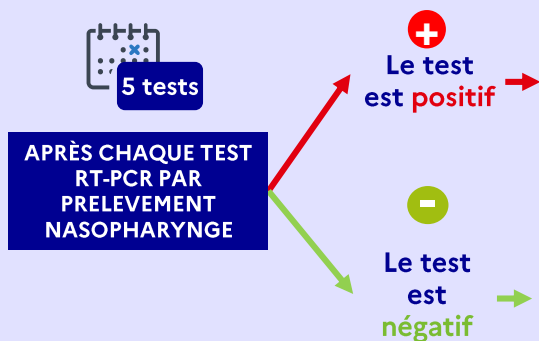 5 tests
APRÈS CHAQUE TEST
RT-PCR PAR
PRELEVEMENT
NASOPHARYNGE
+
Le test
est positif
-
Le test
est
négatif